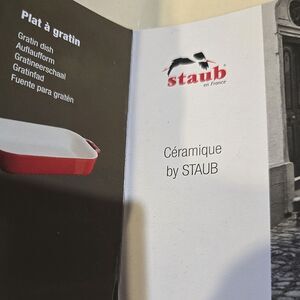 Plat à gratin
Gratin dish
Auflaufform
Gratineerschaal
Gratinfad
Fuente para gratén
staub
en France
Céramique
by STAUB